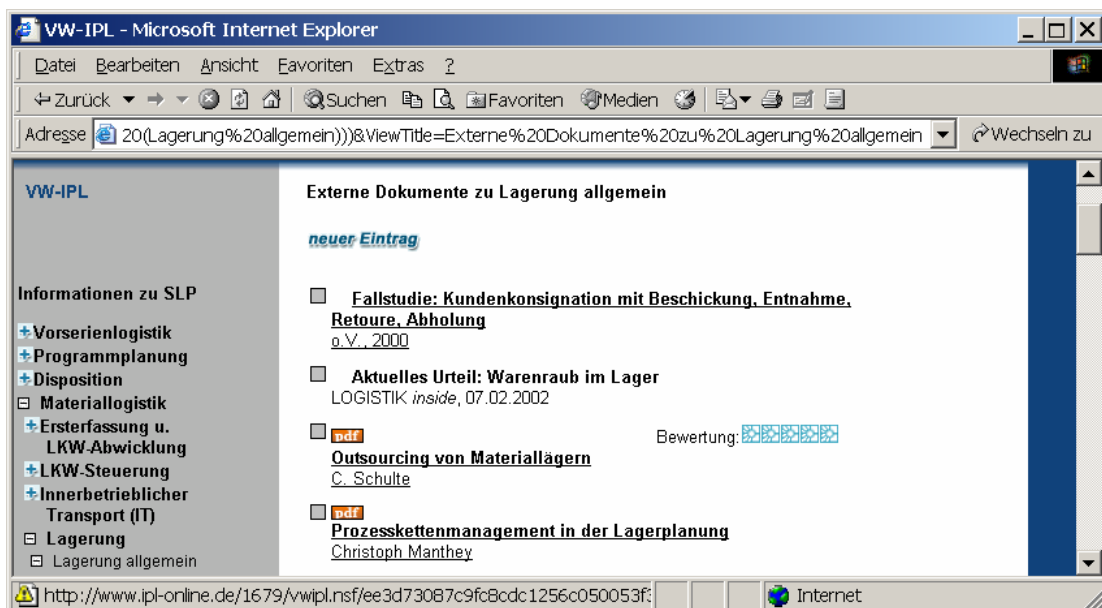 VW-IPL - Microsoft Internet Explorer
Datei Bearbeiten Ansicht Favoriten Extras ?
Zurück Suchen Favoriten Medien
Adresse 20(Lagerung%20allgemein)))&ViewTitle=Externe%20Dokumente%20zu%20Lagerung%20allgemein Wechseln zu
VW-IPL
Informationen zu SLP
Vorserienlogistik
Programmplanung
Disposition
Materiallogistik
Ersterfassung u.
LKW-Abwicklung
LKW-Steuerung
Innerbetrieblicher
Transport (IT)
Lagerung
Lagerung allgemein
Externe Dokumente zu Lagerung allgemein
neuer Eintrag
Fallstudie: Kundenkonsignation mit Beschickung, Entnahme,
Retoure, Abholung
o.V., 2000
Aktuelles Urteil: Warenraub im Lager
LOGISTIK inside, 07.02.2002
pdf Bewertung:
Outsourcing von Materiallägern
C. Schulte
pdf
Prozesskettenmanagement in der Lagerplanung
Christoph Manthey
http://www.ipl-online.de/1679/vwipl.nsf/ee3d73087c9fc8cdc1256c050053f Internet